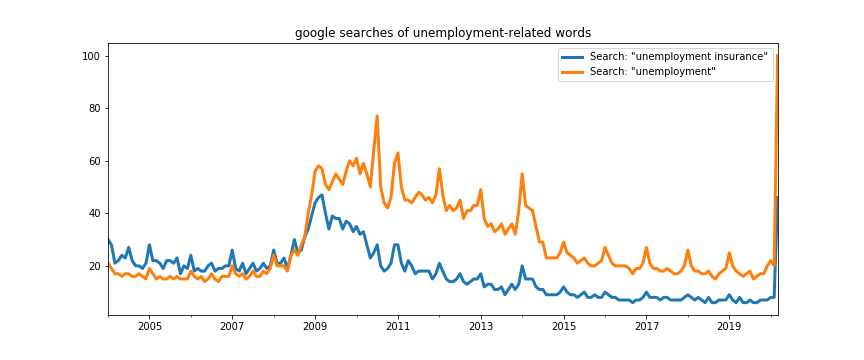 google searches of unemployment-related words
Search: "unemployment insurance"
Search: "unemployment"
100
80
60
40
20
2005 2007 2009 2011 2013 2015 2017 2019